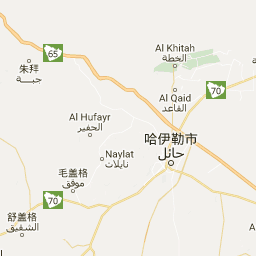 65
Al Khitah
الخطة
朱拜
جبة
Al Qaid
القاعد
70
Al Hufayr
الحفير
哈伊勒市
حائل
Naylat
نايلات
毛盖格
موقق
70
舒盖格
الشقيق